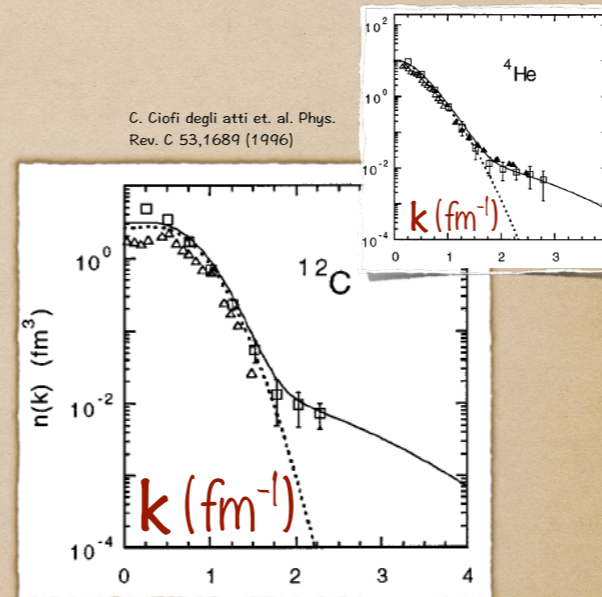 C. Ciofi degli atti et. al. Phys.
Rev. C 53,1689 (1996)
10²
10⁰
10⁻²
10⁻⁴
⁴He
k (fm⁻¹)
0 1 2 3
n(k) (fm³)
10⁰
10⁻²
10⁻⁴
¹²C
k (fm⁻¹)
0 1 2 3 4